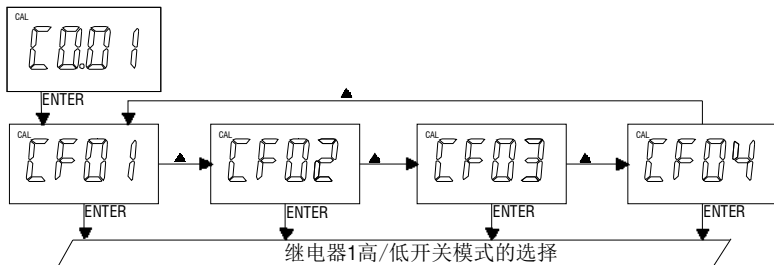 CAL
C0.01
ENTER
▲
CAL CAL CAL CAL
CF01 ▲ CF02 ▲ CF03 ▲ CF04
ENTER ENTER ENTER ENTER
继电器1高/低开关模式的选择